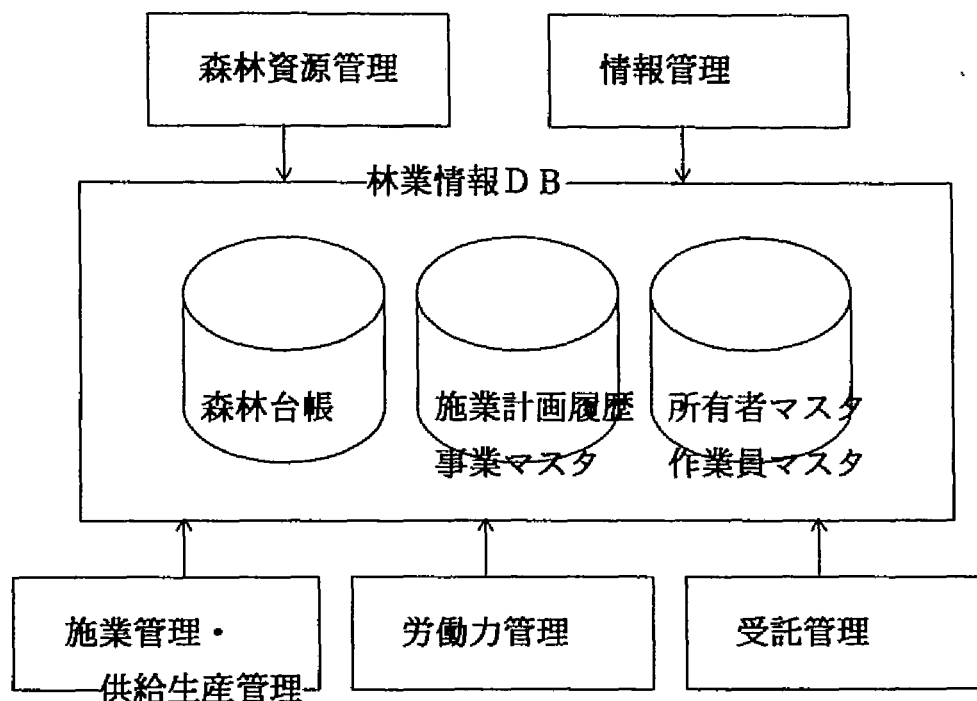 森林資源管理
情報管理
林業情報ＤＢ
森林台帳
施業計画履歴
事業マスタ
所有者マスタ
作業員マスタ
施業管理・
供給生産管理
労働力管理
受託管理